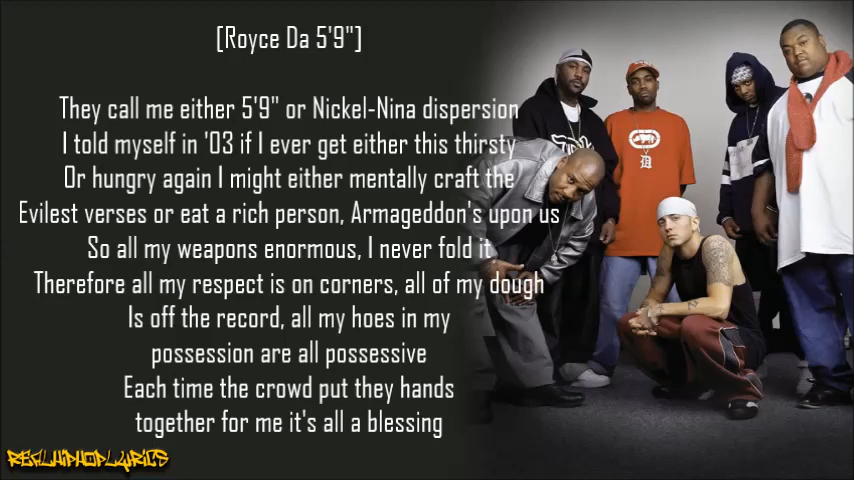 [Royce Da 5'9"]
They call me either 5'9" or Nickel-Nina dispersion
I told myself in '03 if I ever get either this thirsty
Or hungry again I might either mentally craft the
Evilest verses or eat a rich person, Armageddon's upon us
So all my weapons enormous, I never fold it
Therefore all my respect is on corners, all of my dough
Is off the record, all my hoes in my
possession are all possessive
Each time the crowd put they hands
together for me it's all a blessing
REALHIPHOPLYRICS